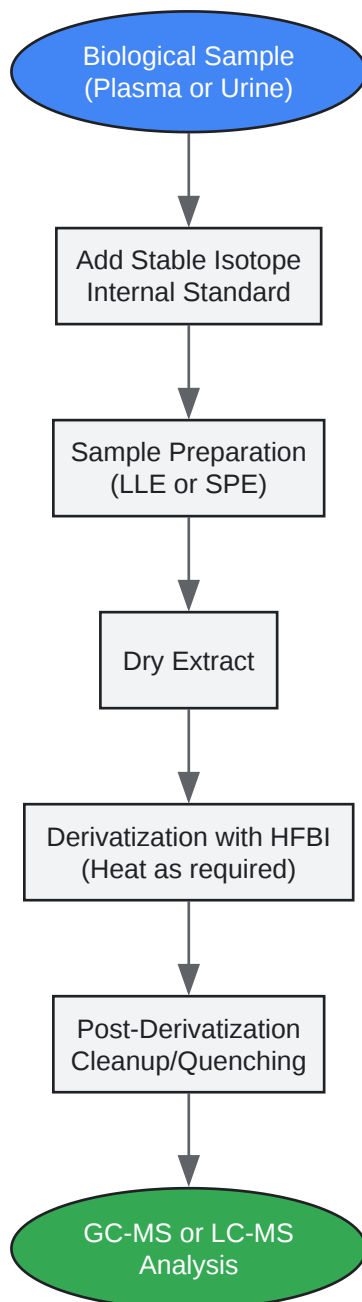 Biological Sample
(Plasma or Urine)
Add Stable Isotope
Internal Standard
Sample Preparation
(LLE or SPE)
Dry Extract
Derivatization with HFBI
(Heat as required)
Post-Derivatization
Cleanup/Quenching
GC-MS or LC-MS
Analysis